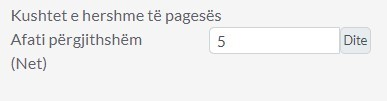 Kushtet e hershme të pagesës
Afati përgjithshëm 5 Dite
(Net)